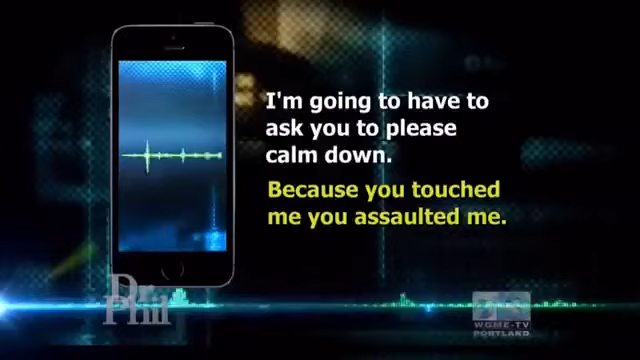 I'm going to have to
ask you to please
calm down.
Because you touched
me you assaulted me.
Dr.
Phil
WGME-TV
PORTLAND